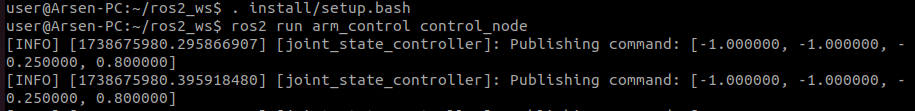 user@Arsen-PC:~/ros2_ws$ . install/setup.bash
user@Arsen-PC:~/ros2_ws$ ros2 run arm_control control_node
[INFO] [1738675980.295866907] [joint_state_controller]: Publishing command: [-1.000000, -1.000000, -
0.250000, 0.800000]
[INFO] [1738675980.395918480] [joint_state_controller]: Publishing command: [-1.000000, -1.000000, -
0.250000, 0.800000]